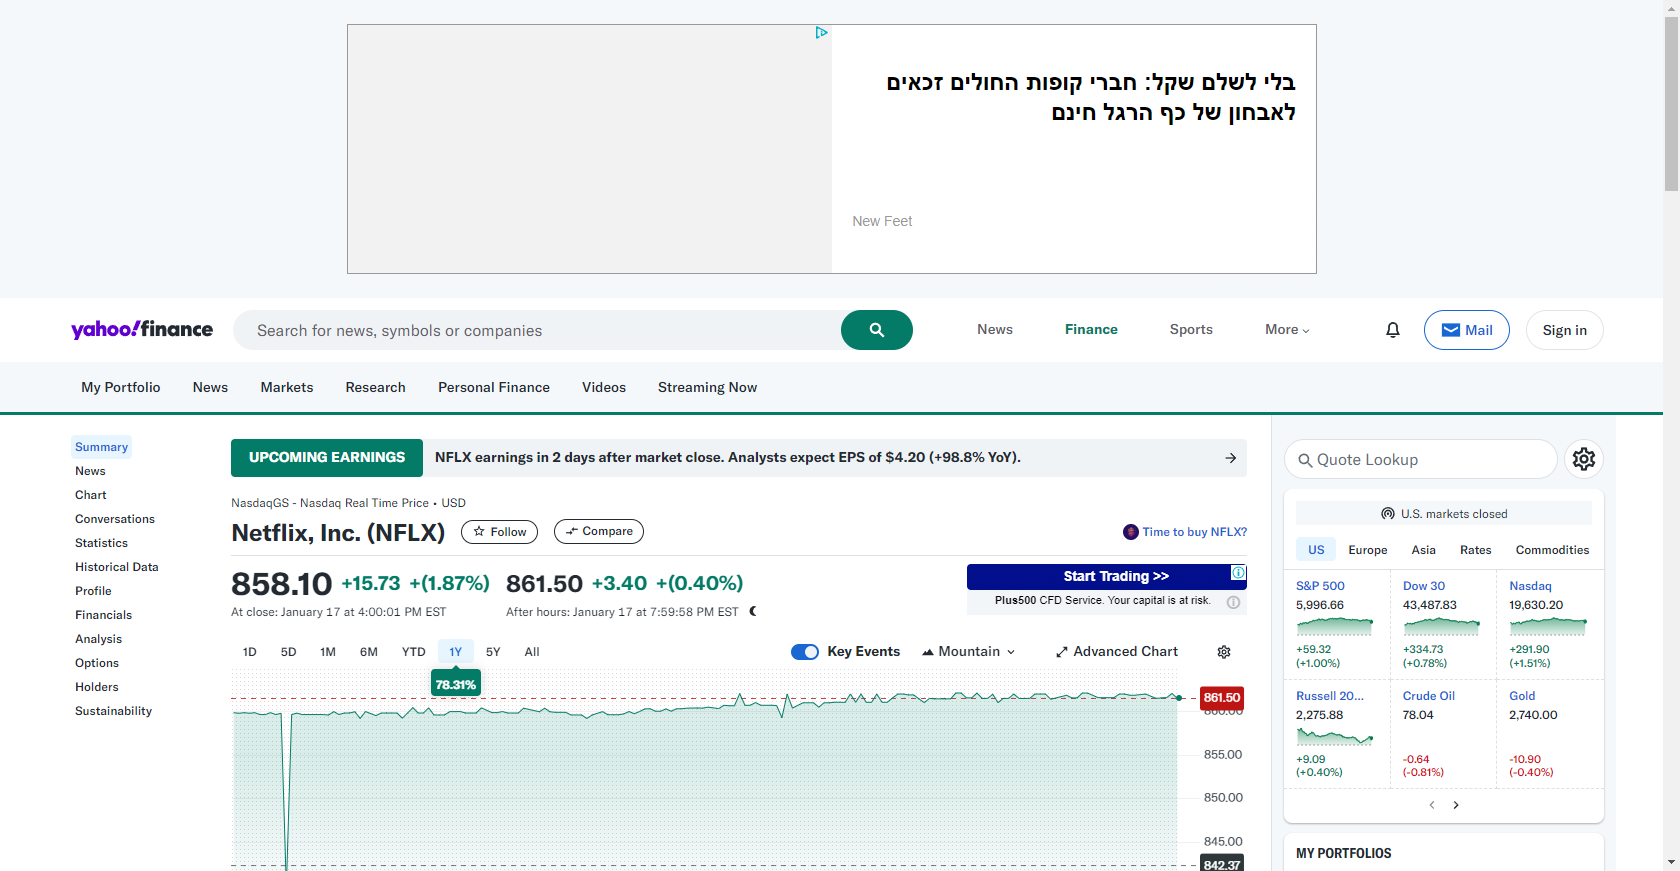 בלי לשלם שקל: חברי קופות החולים זכאים
לאבחון של כף הרגל חינם
New Feet
yahoo!finance
Search for news, symbols or companies
News
Finance
Sports
More
Mail
Sign in
My Portfolio
News
Markets
Research
Personal Finance
Videos
Streaming Now
Summary
News
Chart
Conversations
Statistics
Historical Data
Profile
Financials
Analysis
Options
Holders
Sustainability
UPCOMING EARNINGS
NFLX earnings in 2 days after market close. Analysts expect EPS of $4.20 (+98.8% YoY).
NasdaqGS - Nasdaq Real Time Price • USD
Netflix, Inc. (NFLX)
Follow
Compare
Time to buy NFLX?
858.10 +15.73 +(1.87%)
At close: January 17 at 4:00:01 PM EST
861.50 +3.40 +(0.40%)
After hours: January 17 at 7:59:58 PM EST
Start Trading >>
Plus500 CFD Service. Your capital is at risk.
1D
5D
1M
6M
YTD
1Y
5Y
All
78.31%
Key Events
Mountain
Advanced Chart
861.50
860.00
855.00
850.00
845.00
842.37
Quote Lookup
U.S. markets closed
US
Europe
Asia
Rates
Commodities
S&P 500
5,996.66
+59.32
(+1.00%)
Dow 30
43,487.83
+334.73
(+0.78%)
Nasdaq
19,630.20
+291.90
(+1.51%)
Russell 20...
2,275.88
+9.09
(+0.40%)
Crude Oil
78.04
-0.64
(-0.81%)
Gold
2,740.00
-10.90
(-0.40%)
MY PORTFOLIOS